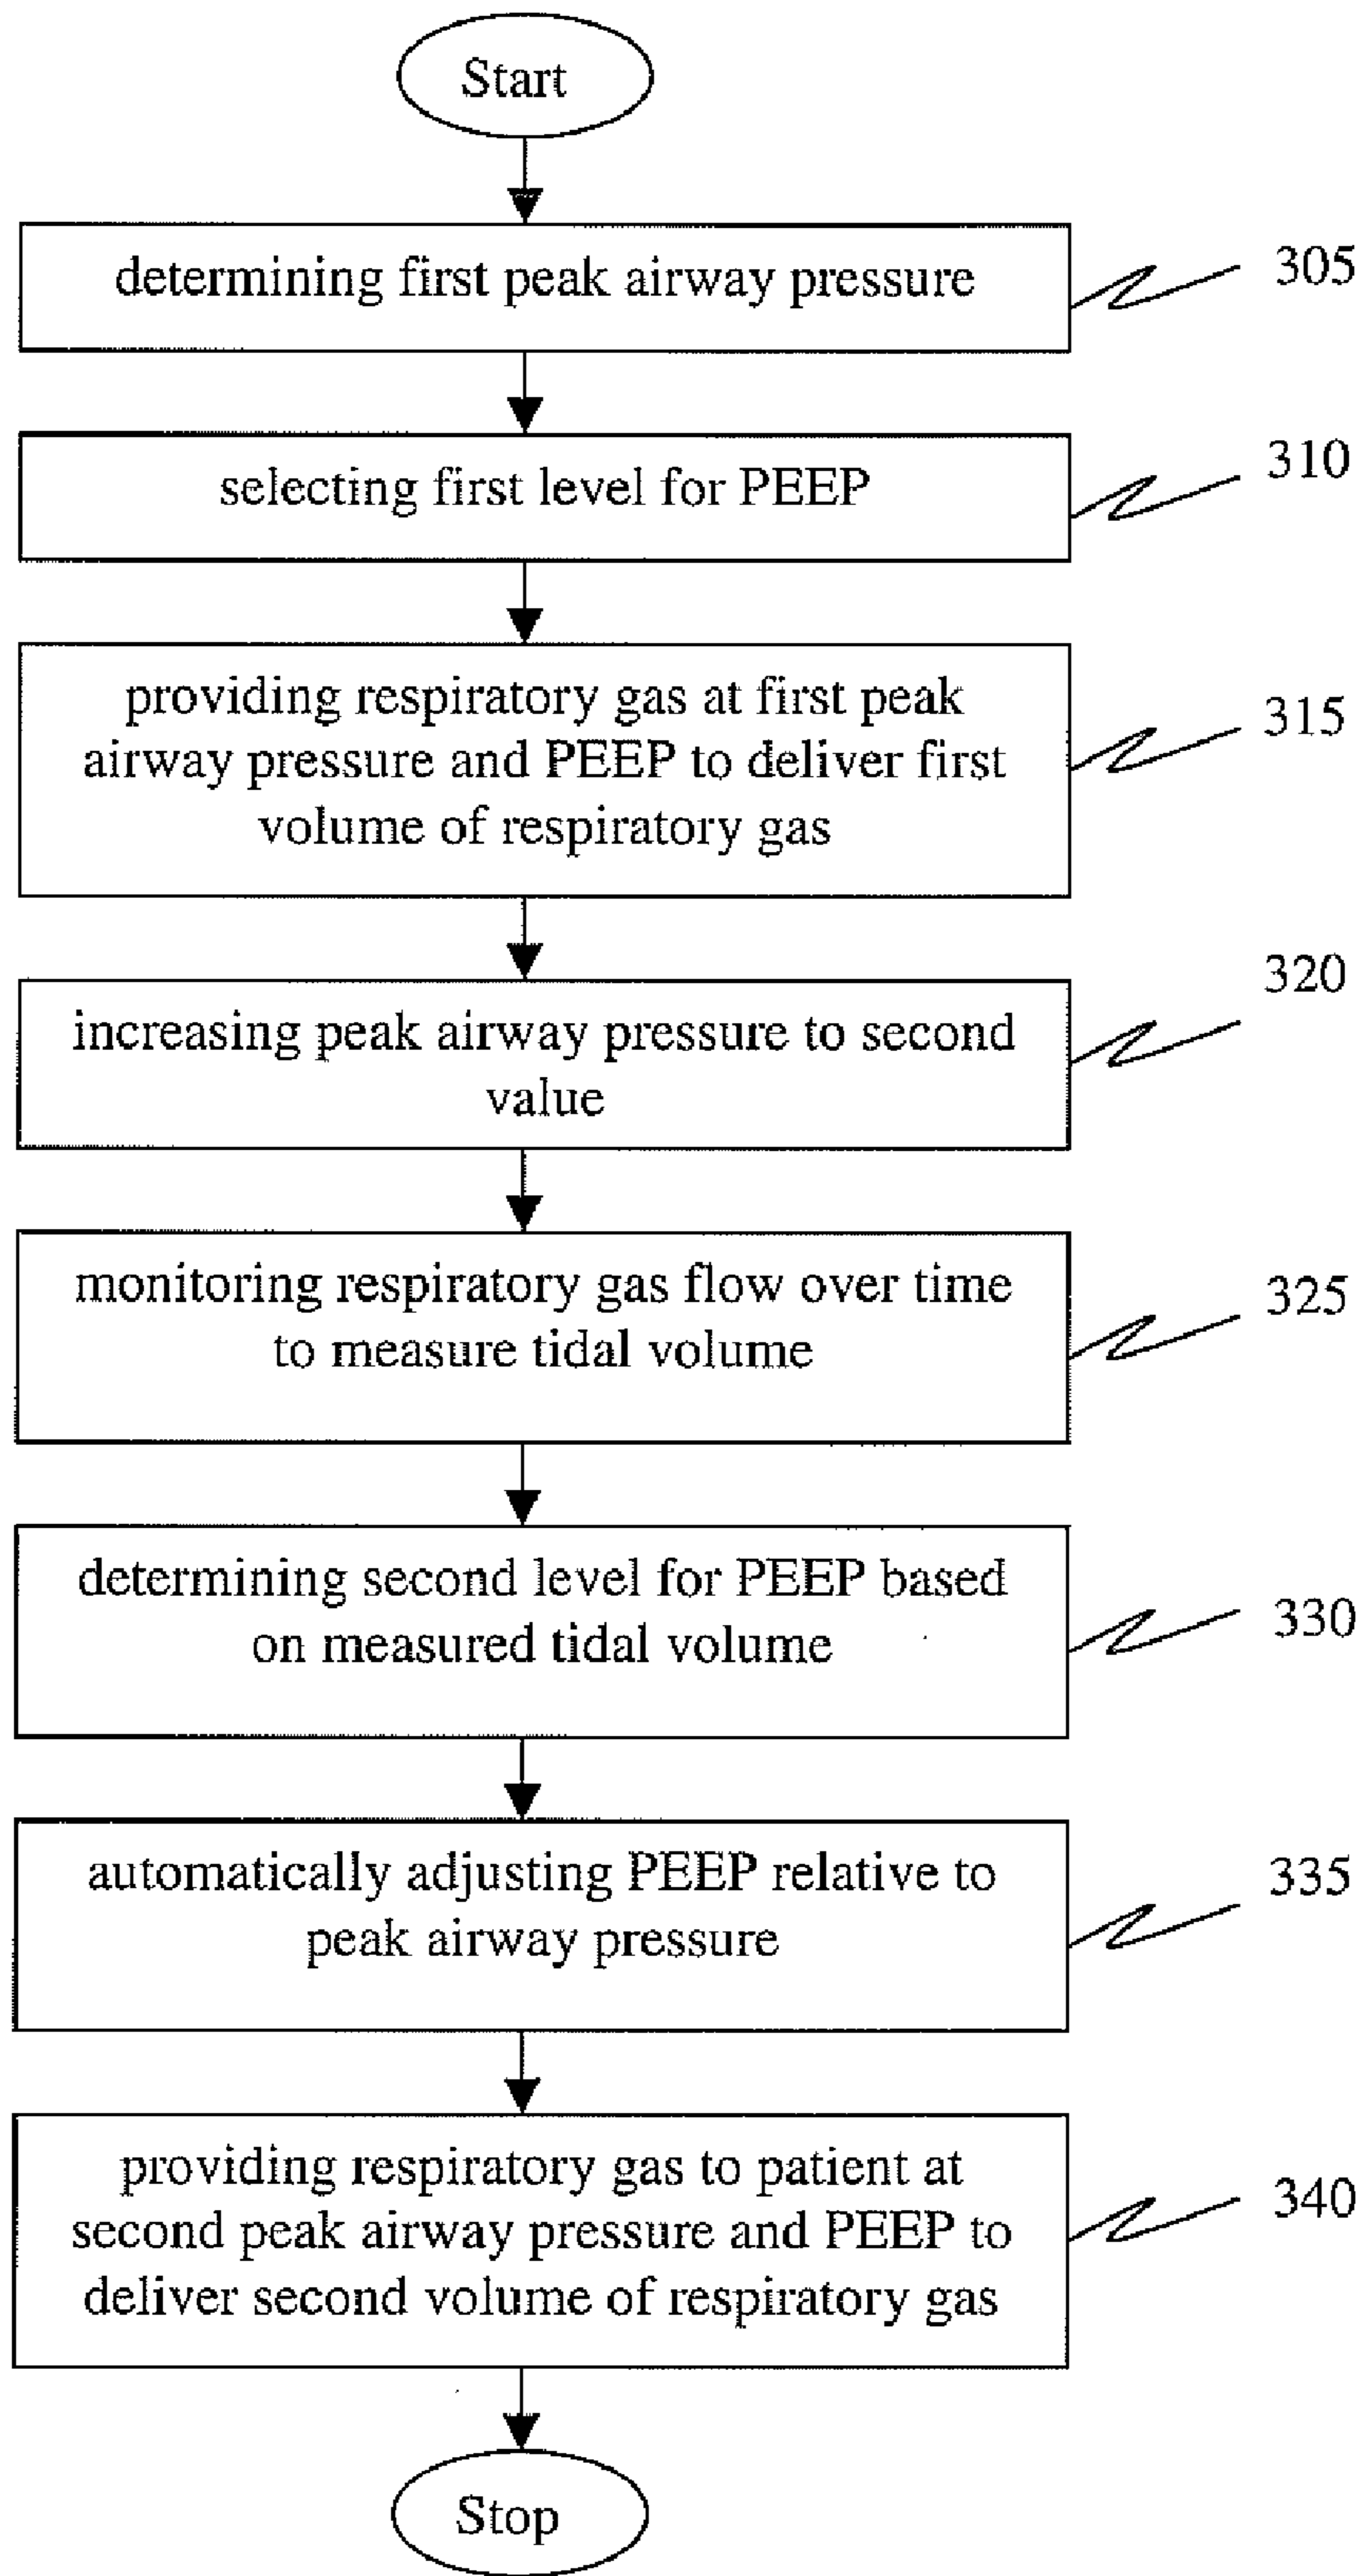 Start
determining first peak airway pressure
305
selecting first level for PEEP
310
providing respiratory gas at first peak
airway pressure and PEEP to deliver first
volume of respiratory gas
315
increasing peak airway pressure to second
value
320
monitoring respiratory gas flow over time
to measure tidal volume
325
determining second level for PEEP based
on measured tidal volume
330
automatically adjusting PEEP relative to
peak airway pressure
335
providing respiratory gas to patient at
second peak airway pressure and PEEP to
deliver second volume of respiratory gas
340
Stop